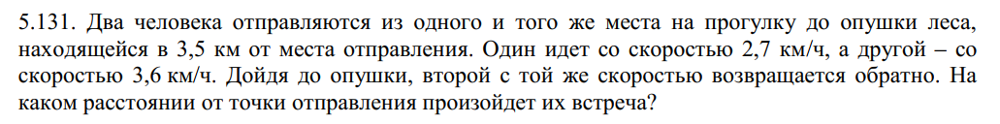 5.131. Два человека отправляются из одного и того же места на прогулку до опушки леса,
находящейся в 3,5 км от места отправления. Один идет со скоростью 2,7 км/ч, а другой – со
скоростью 3,6 км/ч. Дойдя до опушки, второй с той же скоростью возвращается обратно. На
каком расстоянии от точки отправления произойдет их встреча?